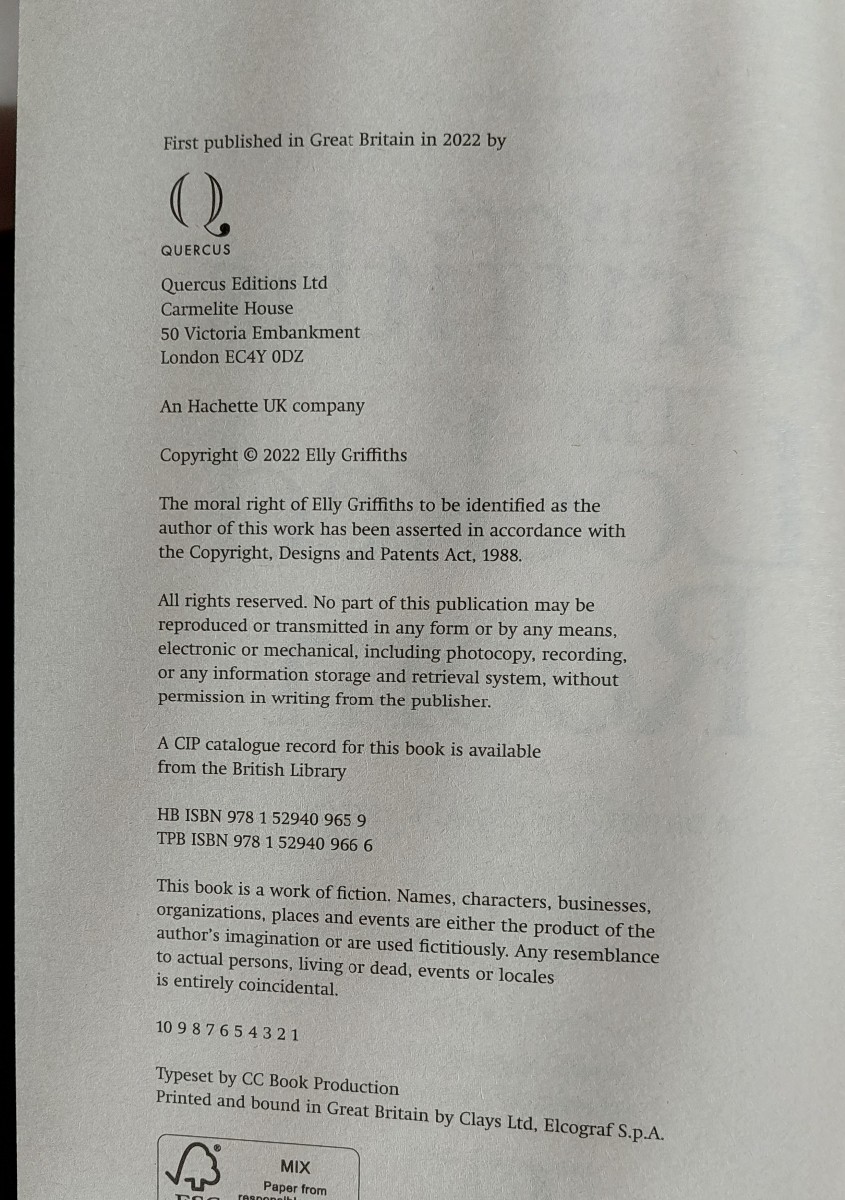 First published in Great Britain in 2022 by
QUERCUS
Quercus Editions Ltd
Carmelite House
50 Victoria Embankment
London EC4Y 0DZ
An Hachette UK company
Copyright © 2022 Elly Griffiths
The moral right of Elly Griffiths to be identified as the
author of this work has been asserted in accordance with
the Copyright, Designs and Patents Act, 1988.
All rights reserved. No part of this publication may be
reproduced or transmitted in any form or by any means,
electronic or mechanical, including photocopy, recording,
or any information storage and retrieval system, without
permission in writing from the publisher.
A CIP catalogue record for this book is available
from the British Library
HB ISBN 978 1 52940 965 9
TPB ISBN 978 1 52940 966 6
This book is a work of fiction. Names, characters, businesses,
organizations, places and events are either the product of the
author's imagination or are used fictitiously. Any resemblance
to actual persons, living or dead, events or locales
is entirely coincidental.
10 9 8 7 6 5 4 3 2 1
Typeset by CC Book Production
Printed and bound in Great Britain by Clays Ltd, Elcograf S.p.A.
MIX
Paper from